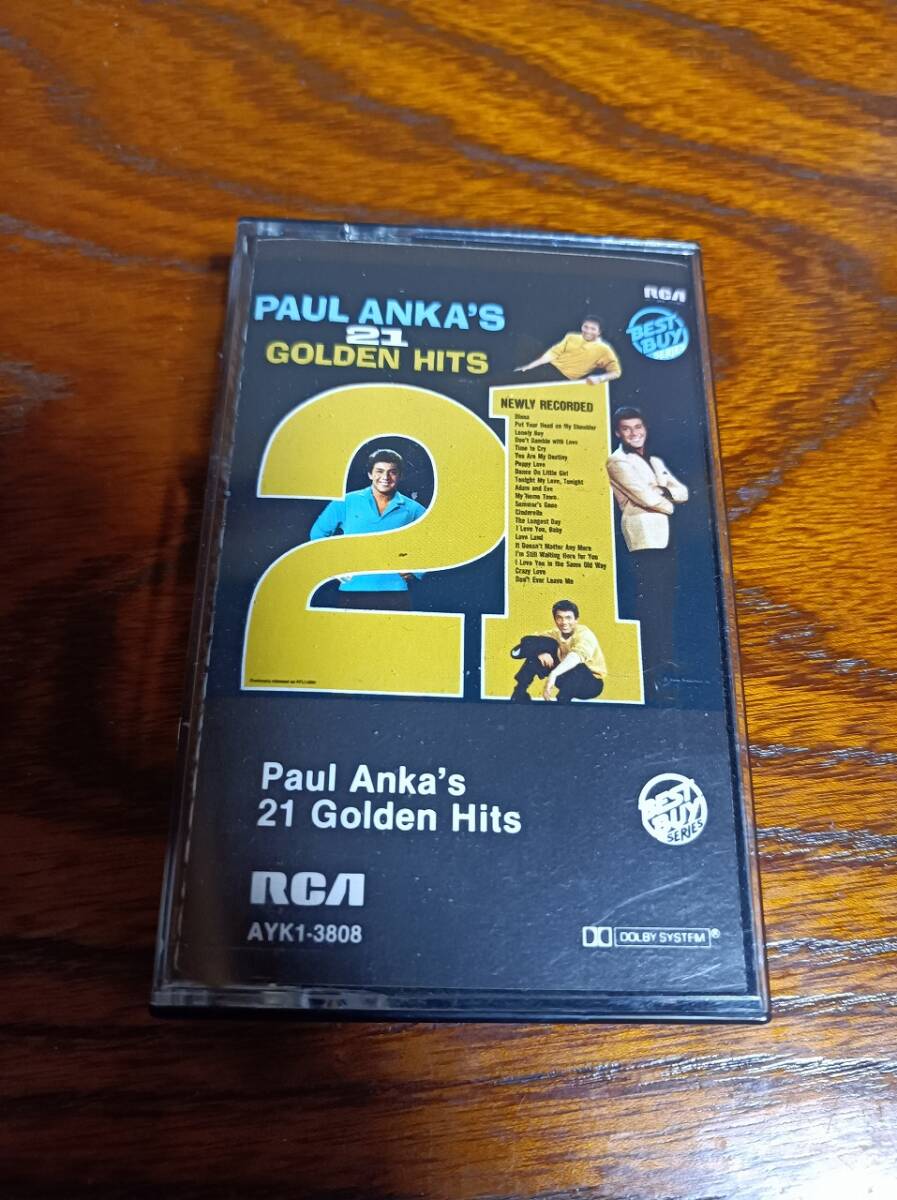 RCA
PAUL ANKA'S
21
GOLDEN HITS
BEST
BUY
SERIES
21
NEWLY RECORDED
Diana
Put Your Head on My Shoulder
Lonely Boy
Don't Gamble with Love
Time to Cry
You Are My Destiny
Puppy Love
Dance On Little Girl
Tonight My Love, Tonight
Adam and Eve
My Home Town
Summer's Gone
Cinderella
The Longest Day
I Love You, Baby
Love Land
It Doesn't Matter Any More
I'm Still Waiting Here for You
I Love You in the Same Old Way
Crazy Love
Don't Ever Leave Me
Paul Anka's
21 Golden Hits
BEST
BUY
SERIES
RCA
AYK1-3808
DOLBY SYSTEM®